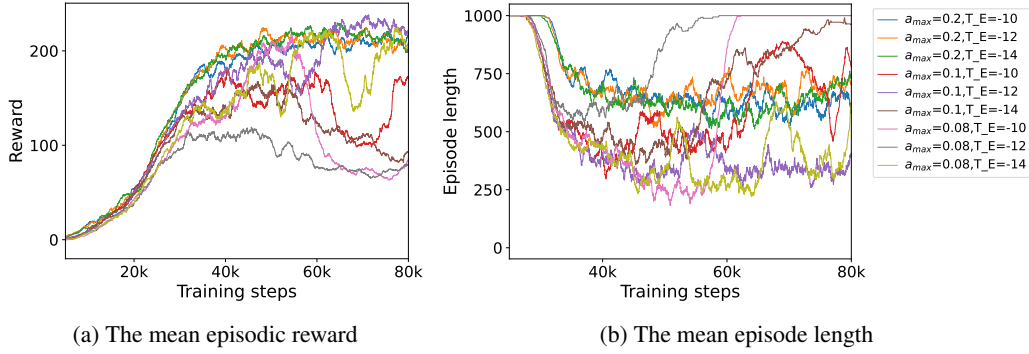 Reward
200
100
0
20k 40k 60k 80k
Training steps
(a) The mean episodic reward
Episode length
1000
750
500
250
0
40k 60k 80k
Training steps
(b) The mean episode length
a_max=0.2,T_E=-10
a_max=0.2,T_E=-12
a_max=0.2,T_E=-14
a_max=0.1,T_E=-10
a_max=0.1,T_E=-12
a_max=0.1,T_E=-14
a_max=0.08,T_E=-10
a_max=0.08,T_E=-12
a_max=0.08,T_E=-14